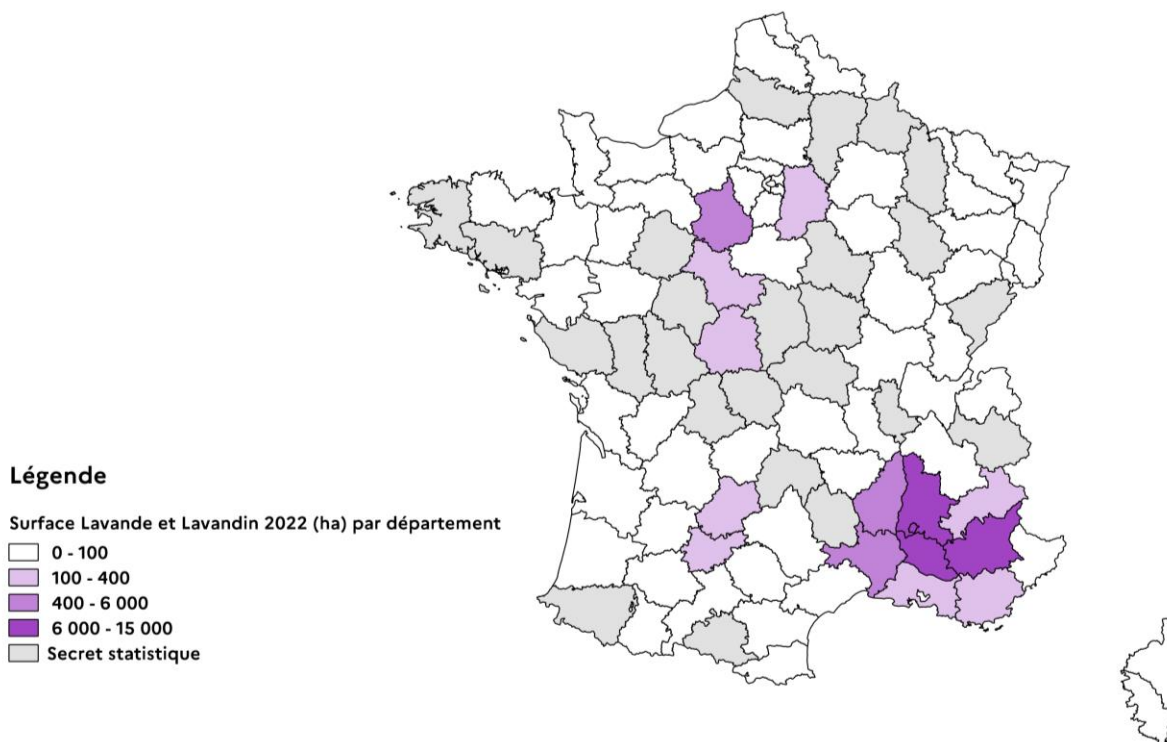 Légende
Surface Lavande et Lavandin 2022 (ha) par département
0 - 100
100 - 400
400 - 6 000
6 000 - 15 000
Secret statistique